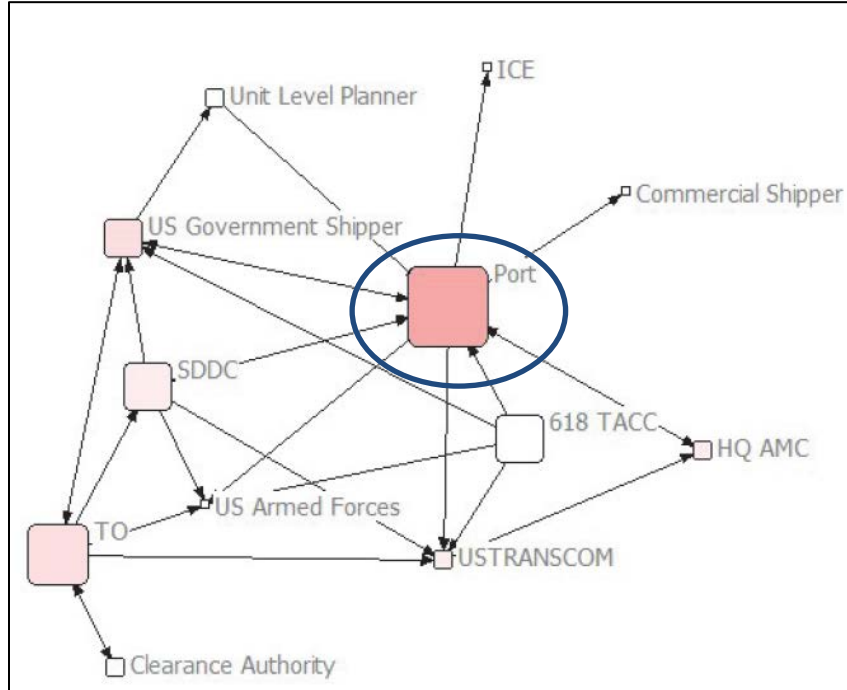 ICE
Unit Level Planner
Commercial Shipper
US Government Shipper
Port
SDDC
618 TACC
HQ AMC
US Armed Forces
TO
USTRANSCOM
Clearance Authority